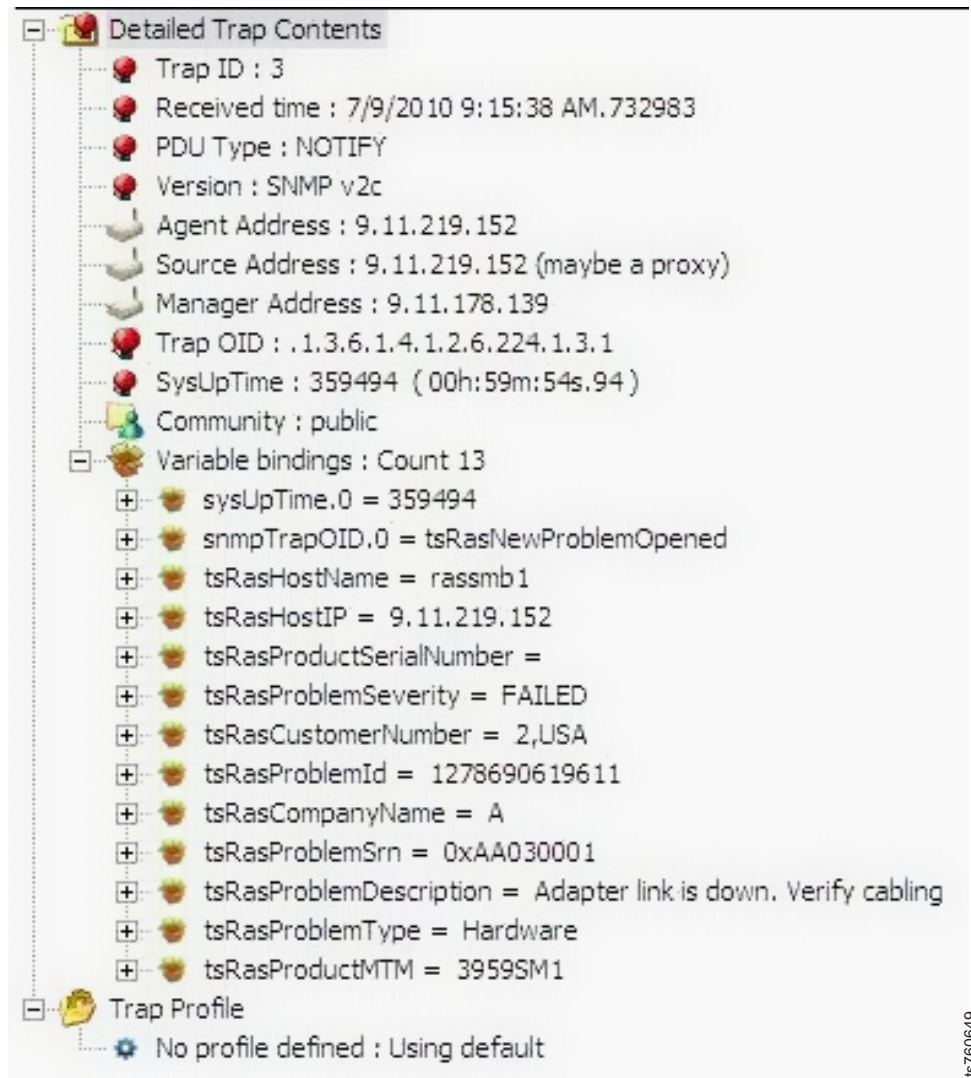 Detailed Trap Contents
Trap ID : 3
Received time : 7/9/2010 9:15:38 AM.732983
PDU Type : NOTIFY
Version : SNMP v2c
Agent Address : 9.11.219.152
Source Address : 9.11.219.152 (maybe a proxy)
Manager Address : 9.11.178.139
Trap OID : .1.3.6.1.4.1.2.6.224.1.3.1
SysUpTime : 359494 ( 00h:59m:54s.94 )
Community : public
Variable bindings : Count 13
sysUpTime.0 = 359494
snmpTrapOID.0 = tsRasNewProblemOpened
tsRasHostName = rassmb1
tsRasHostIP = 9.11.219.152
tsRasProductSerialNumber =
tsRasProblemSeverity = FAILED
tsRasCustomerNumber = 2,USA
tsRasProblemId = 1278690619611
tsRasCompanyName = A
tsRasProblemSrn = 0xAA030001
tsRasProblemDescription = Adapter link is down. Verify cabling
tsRasProblemType = Hardware
tsRasProductMTM = 3959SM1
Trap Profile
No profile defined : Using default
ts760649